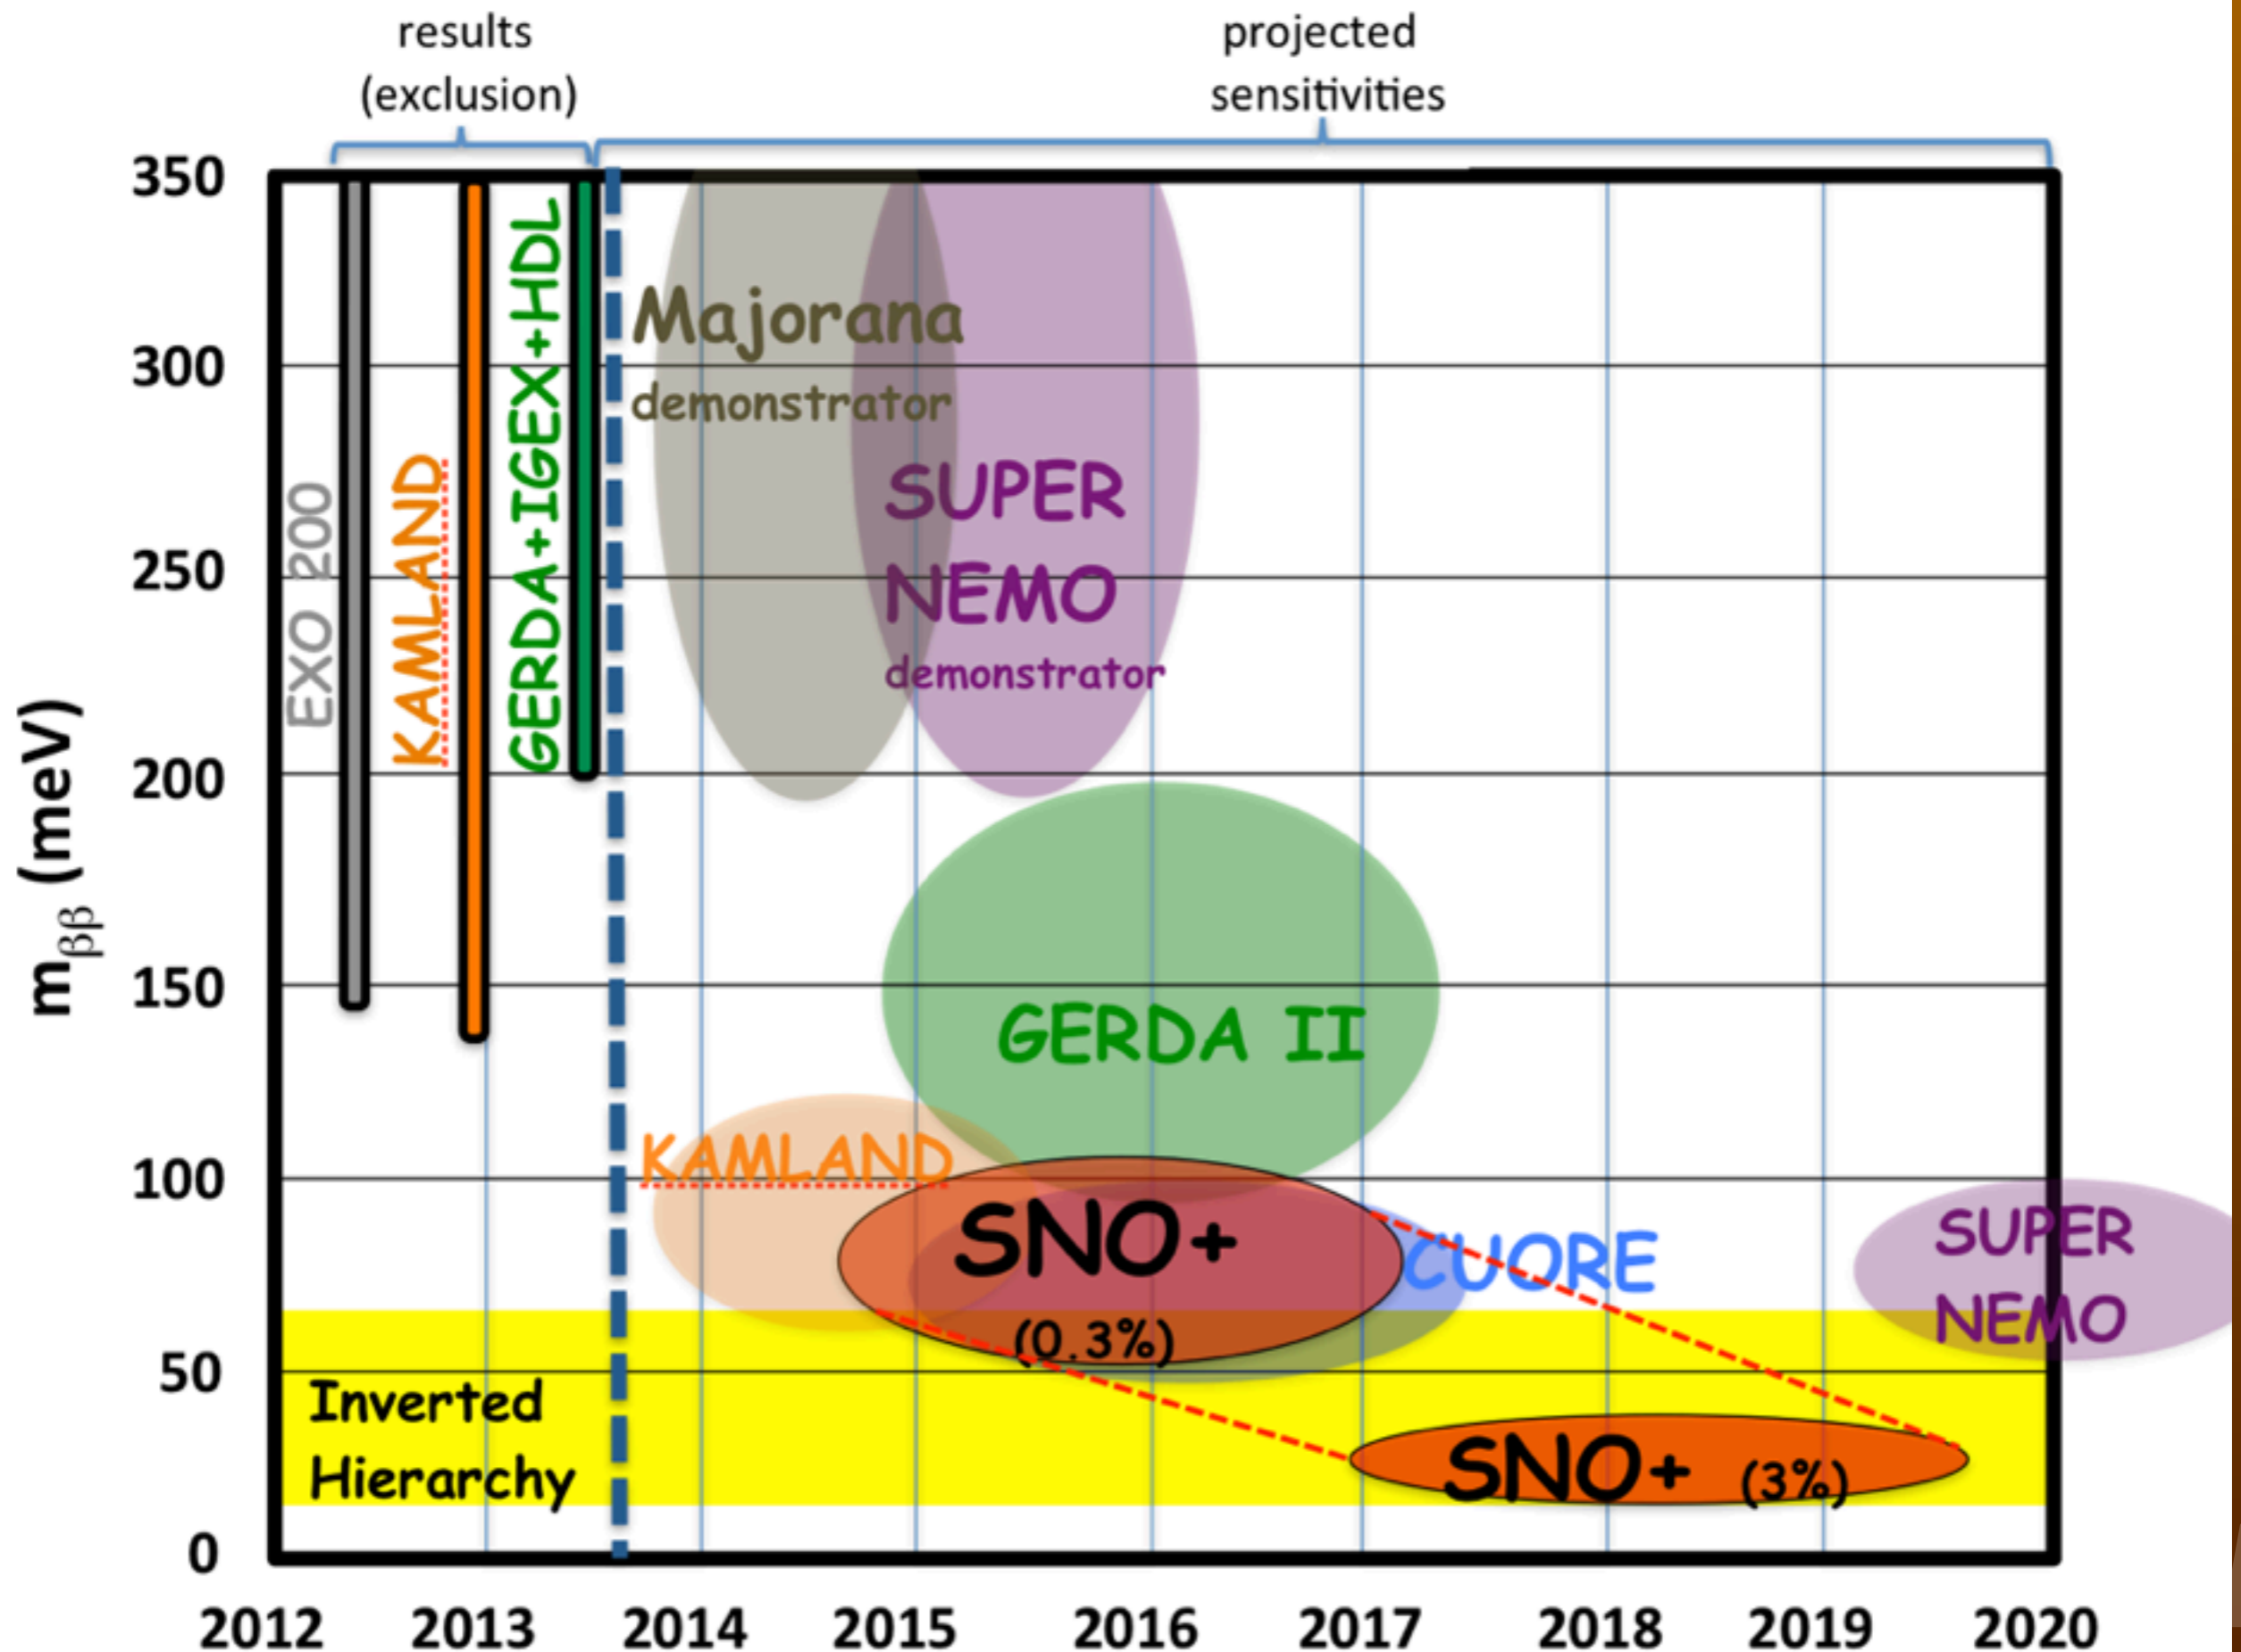 results
(exclusion)
projected
sensitivities
350
300
250
200
150
100
50
0
mββ (meV)
EXO 200
KAMLAND
GERDA+IGEX+HDL
Majorana
demonstrator
SUPER
NEMO
demonstrator
GERDA II
KAMLAND
SNO+
(0.3%)
CUORE
SUPER
NEMO
Inverted
Hierarchy
SNO+ (3%)
2012 2013 2014 2015 2016 2017 2018 2019 2020